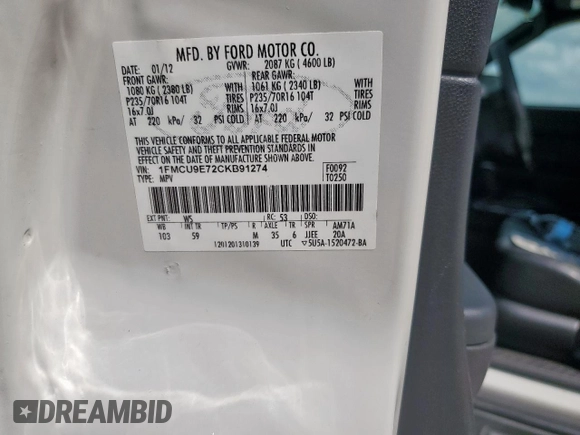 MFD. BY FORD MOTOR CO.
DATE: 01/12 GVWR: 2087 KG ( 4600 LB)
FRONT GAWR: REAR GAWR:
1080 KG ( 2380 LB) WITH 1061 KG ( 2340 LB) WITH
P235/70R16 104T TIRES P235/70R16 104T TIRES
16x7.0J RIMS 16x7.0J RIMS
AT 220 kPa/ 32 PSI COLD AT 220 kPa/ 32 PSI COLD
THIS VEHICLE CONFORMS TO ALL APPLICABLE FEDERAL MOTOR
VEHICLE SAFETY AND THEFT PREVENTION STANDARDS IN
EFFECT ON THE DATE OF MANUFACTURE SHOWN ABOVE.
VIN: 1FMCU9E72CKB91274 F0092
TYPE: MPV T0250
EXT PNT: W5 RC: 53 DSO:
WB INT TR TP/PS R AXLE TR SPR AM71A
103 59 M 35 6 JJEE 20A
1201201310139 UTC 5U5A-1520472-BA
DREAMBID